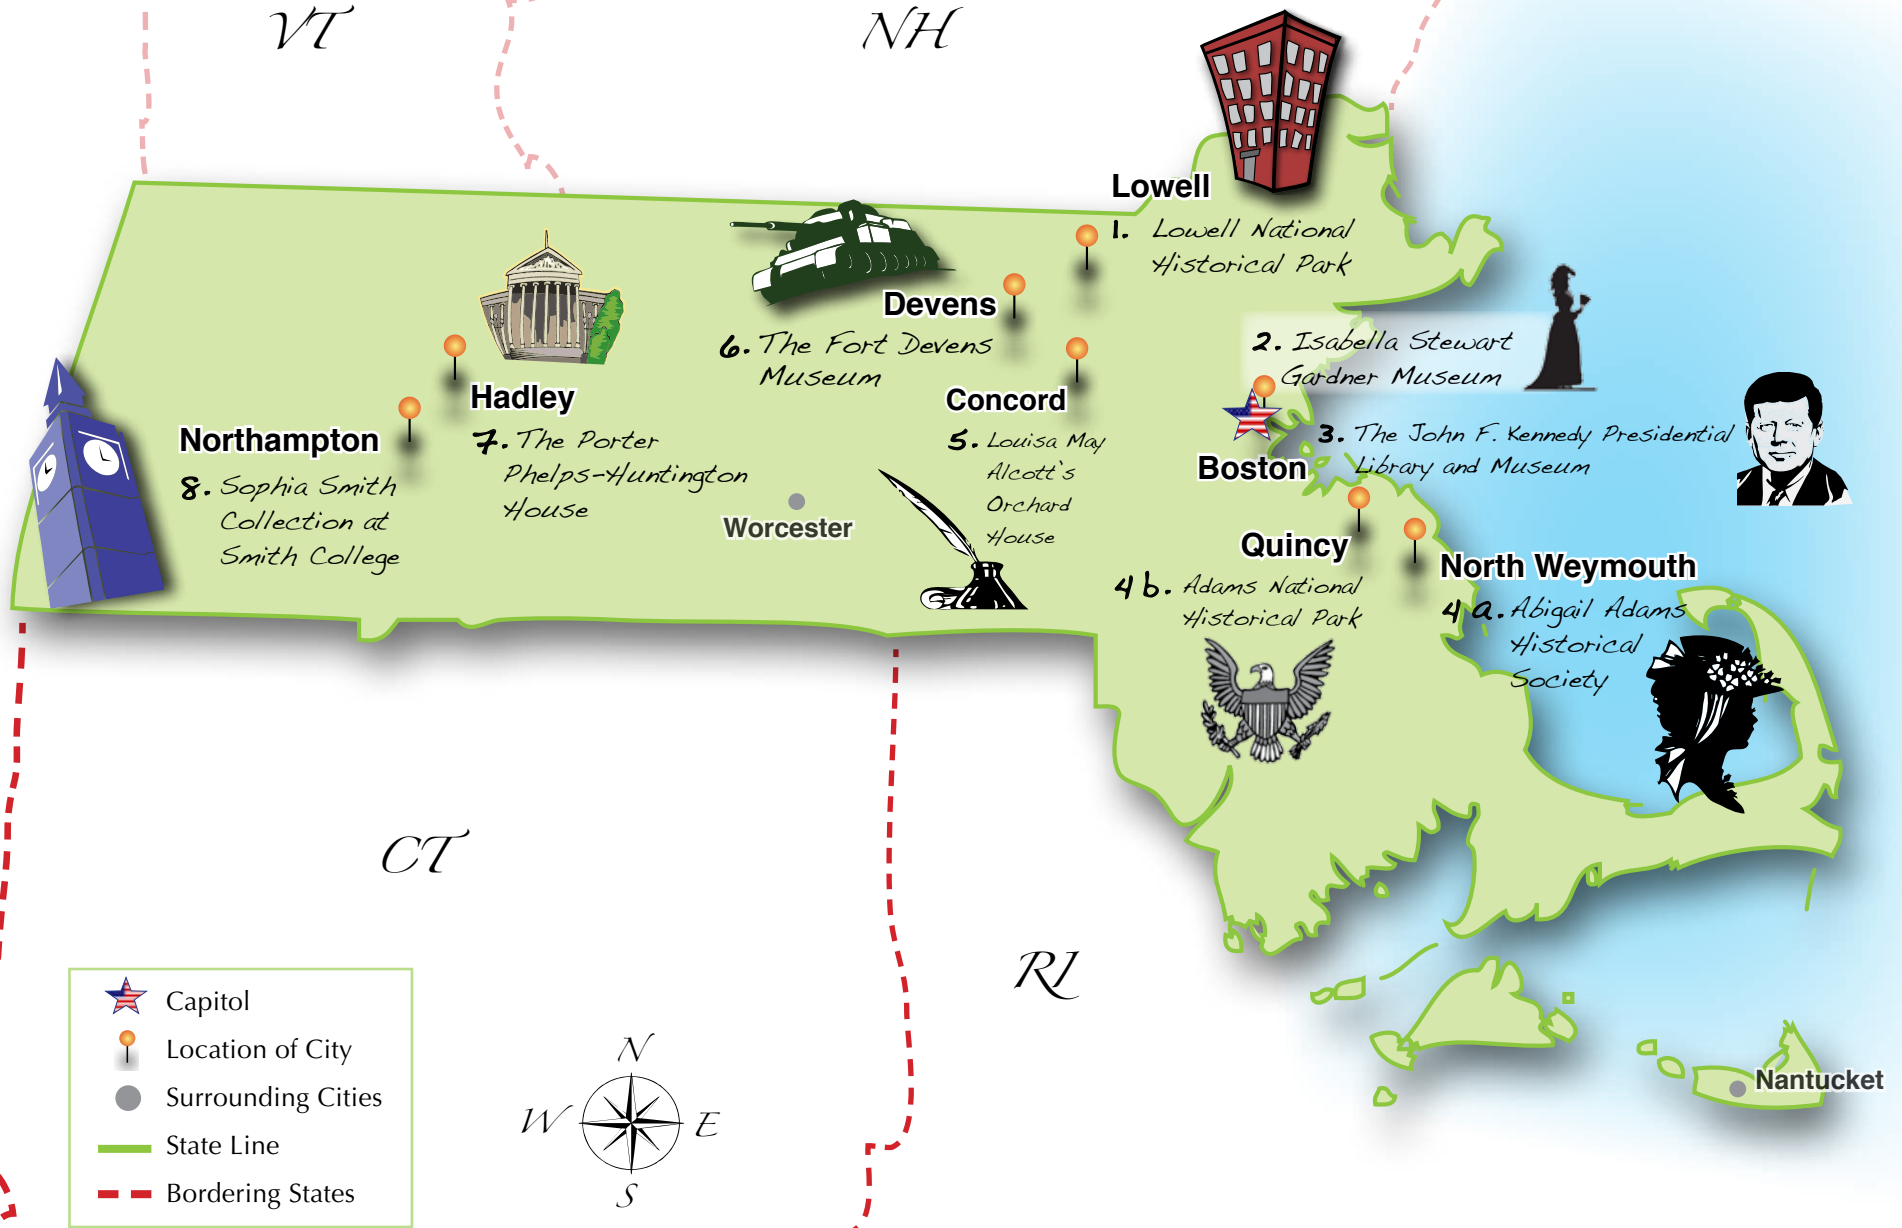 VT
NH
Lowell
1. Lowell National
Historical Park
Devens
6. The Fort Devens
Museum
2. Isabella Stewart
Gardner Museum
Hadley
7. The Porter
Phelps-Huntington
House
Concord
5. Louisa May
Alcott's
Orchard
House
Northampton
8. Sophia Smith
Collection at
Smith College
3. The John F. Kennedy Presidential
Library and Museum
Boston
Worcester
Quincy
4b. Adams National
Historical Park
North Weymouth
4a. Abigail Adams
Historical
Society
CT
RI
Nantucket
Capitol
Location of City
Surrounding Cities
State Line
Bordering States
N
W
E
S